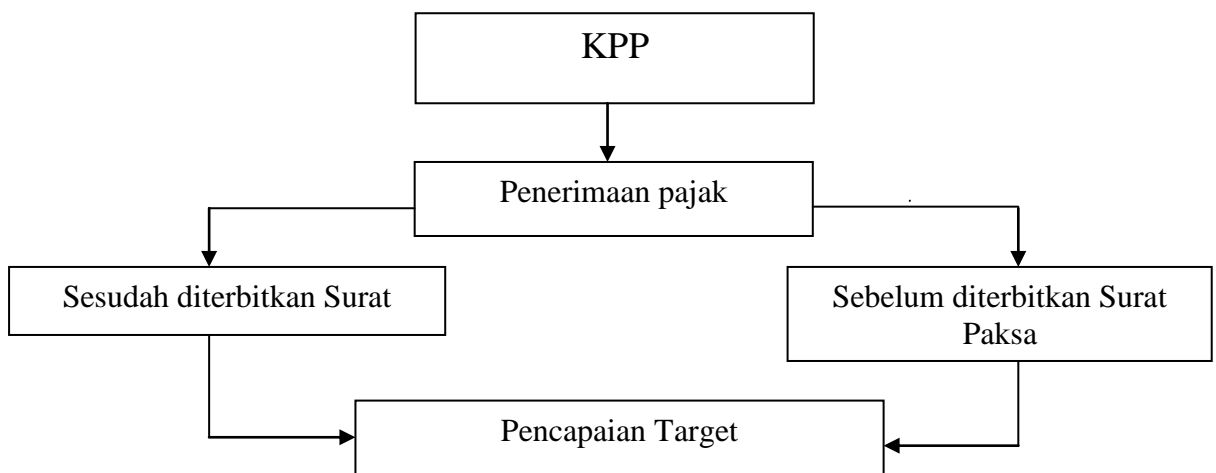 KPP
Penerimaan pajak
Sesudah diterbitkan Surat
Sebelum diterbitkan Surat
Paksa
Pencapaian Target